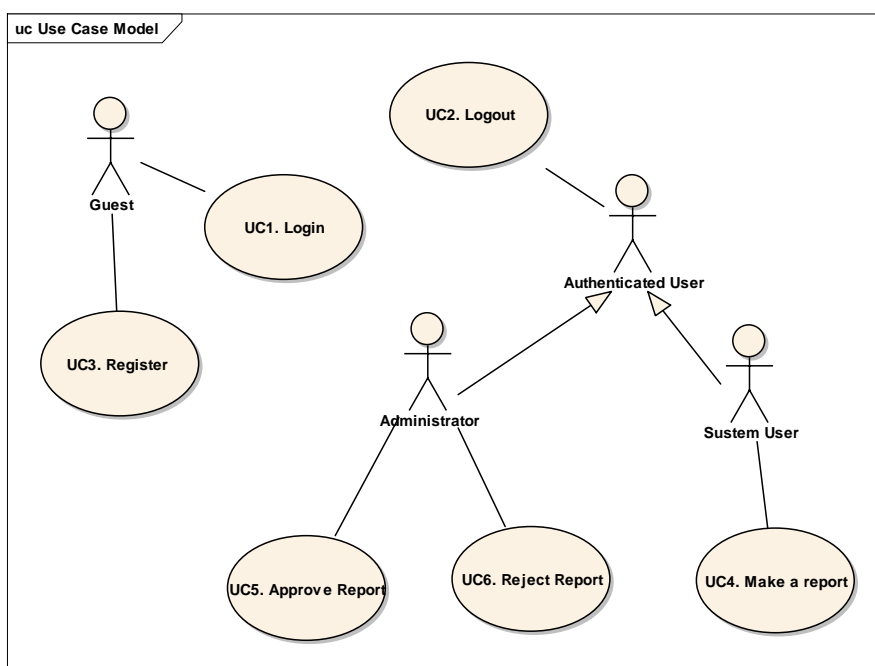 uc Use Case Model
UC2. Logout
Guest
UC1. Login
Authenticated User
UC3. Register
Administrator
Sustem User
UC5. Approve Report
UC6. Reject Report
UC4. Make a report